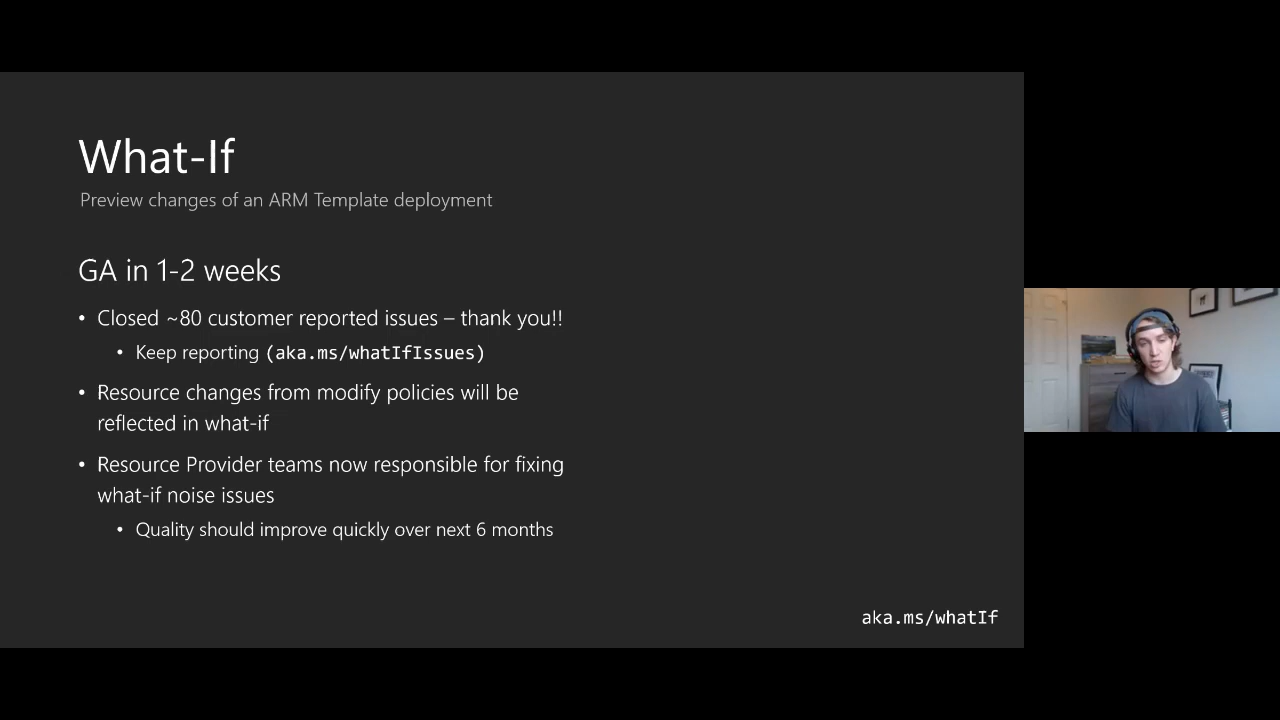 What-If
Preview changes of an ARM Template deployment
GA in 1-2 weeks
• Closed ~80 customer reported issues – thank you!!
• Keep reporting (aka.ms/whatIfIssues)
• Resource changes from modify policies will be
reflected in what-if
• Resource Provider teams now responsible for fixing
what-if noise issues
• Quality should improve quickly over next 6 months
aka.ms/whatIf